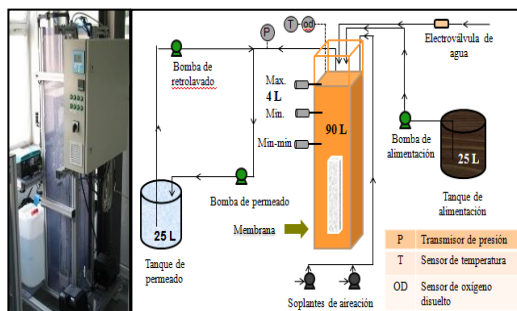 P
T
od
Electroválvula de
agua
Bomba de
retrolavado
Max.
4 L
Min.
Min-min
90 L
Bomba de
alimentación
25 L
Tanque de
alimentación
Bomba de permeado
25 L
Membrana
Tanque de
permeado
Soplantes de aireación
P Transmisor de presión
T Sensor de temperatura
OD Sensor de oxígeno
disuelto